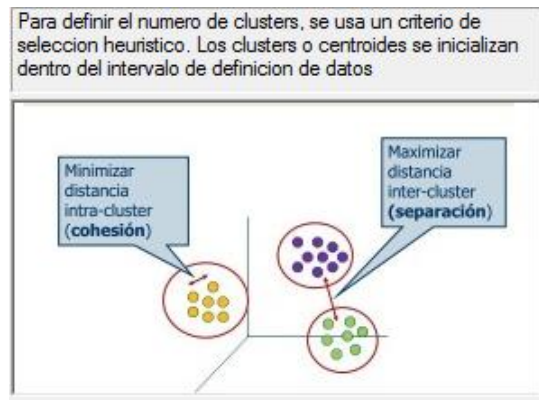 Para definir el numero de clusters, se usa un criterio de
seleccion heuristico. Los clusters o centroides se inicializan
dentro del intervalo de definicion de datos
Minimizar
distancia
intra-cluster
(cohesión)
Maximizar
distancia
inter-cluster
(separación)